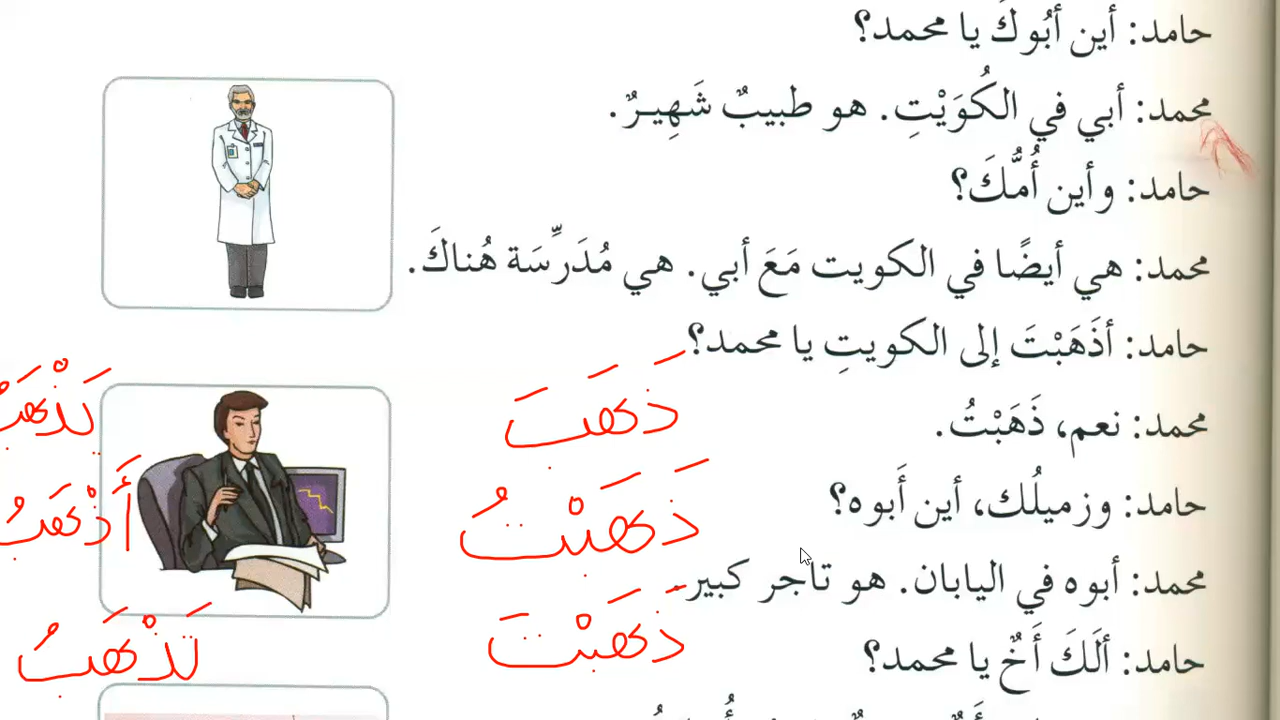 حامد: أين أبُوكَ يا محمد؟
محمد: أبي في الكُوَيْتِ. هو طبيبٌ شَهِيرٌ.
حامد: وأين أُمُّكَ؟
محمد: هي أيضًا في الكويت مَعَ أبي. هي مُدَرِّسَة هُناكَ.
حامد: أذَهَبْتَ إلى الكويتِ يا محمد؟
محمد: نعم، ذَهَبْتُ.
حامد: وزميلُك، أين أَبوه؟
محمد: أبوه في اليابان. هو تاجر كبير.
حامد: ألَكَ أَخٌ يا محمد؟
ذَهَبَ
يَذْهَبُ
ذَهَبْتُ
أَذْهَبُ
ذَهَبْتَ
تَذْهَبُ